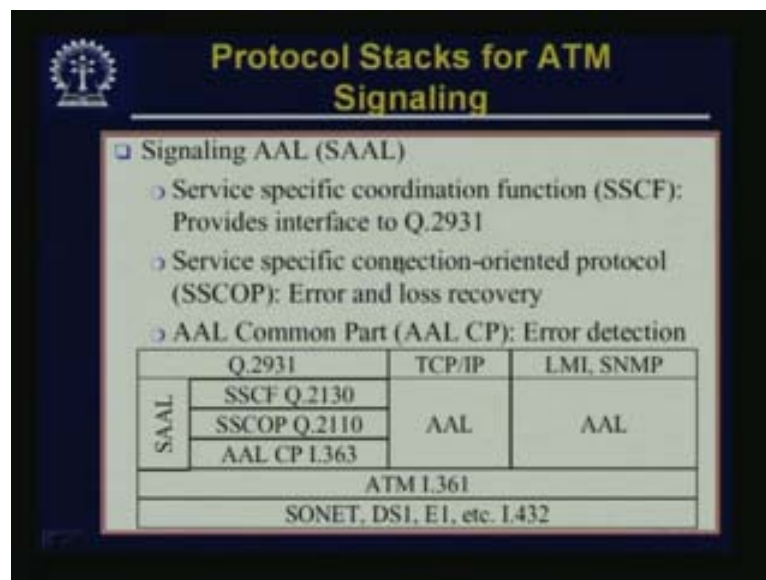 Protocol Stacks for ATM
Signaling
Signaling AAL (SAAL)
Service specific coordination function (SSCF):
Provides interface to Q.2931
Service specific connection-oriented protocol
(SSCOP): Error and loss recovery
AAL Common Part (AAL CP): Error detection
Q.2931 TCP/IP LMI, SNMP
SAAL
SSCF Q.2130
SSCOP Q.2110 AAL AAL
AAL CP I.363
ATM I.361
SONET, DS1, E1, etc. I.432